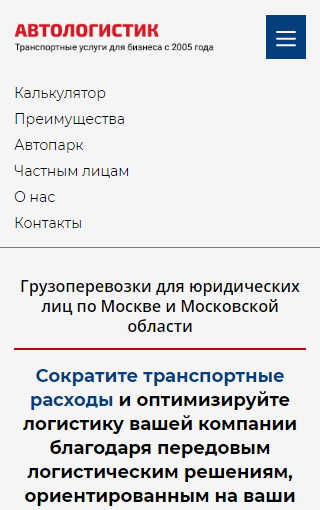 АВТОЛОГИСТИК
Транспортные услуги для бизнеса с 2005 года
Калькулятор
Преимущества
Автопарк
Частным лицам
О нас
Контакты
Грузоперевозки для юридических
лиц по Москве и Московской
области
Сократите транспортные
расходы и оптимизируйте
логистику вашей компании
благодаря передовым
логистическим решениям,
ориентированным на ваши